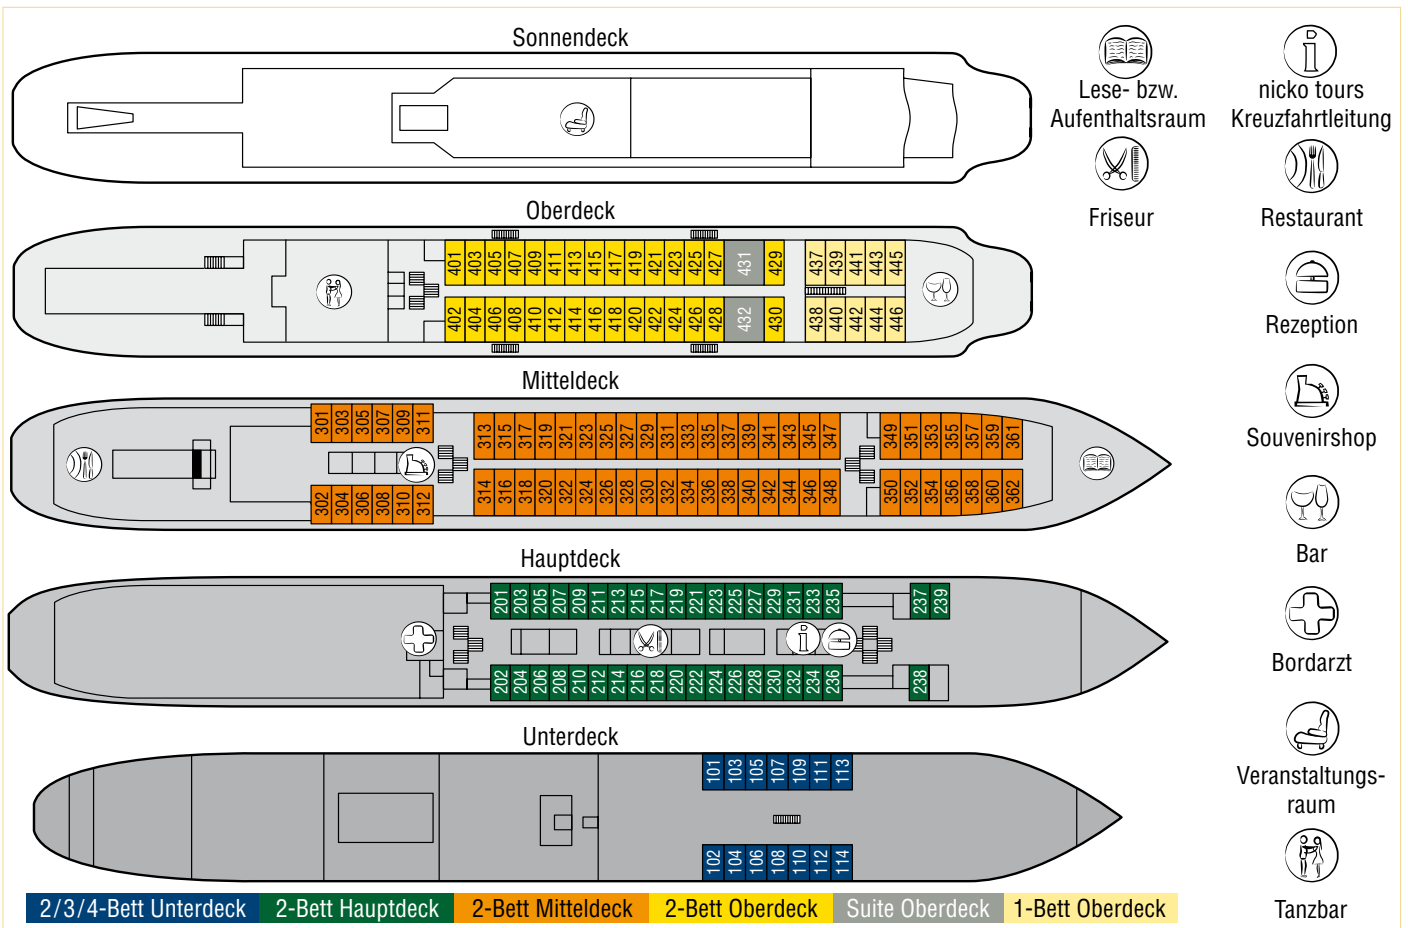 Sonnendeck
Lese- bzw.
Aufenthaltsraum
nicko tours
Kreuzfahrtleitung
Friseur
Restaurant
Oberdeck
401 403 405 407 409 411 413 415 417 419 421 423 425 427 431 429 437 439 441 443 445
402 404 406 408 410 412 414 416 418 420 422 424 426 428 432 430 438 440 442 444 446
Rezeption
Mitteldeck
301 303 305 307 309 311 313 315 317 319 321 323 325 327 329 331 333 335 337 339 341 343 345 347 349 351 353 355 357 359 361
302 304 306 308 310 312 314 316 318 320 322 324 326 328 330 332 334 336 338 340 342 344 346 348 350 352 354 356 358 360 362
Souvenirshop
Bar
Hauptdeck
201 203 205 207 209 211 213 215 217 219 221 223 225 227 229 231 233 235 237 239
202 204 206 208 210 212 214 216 218 220 222 224 226 228 230 232 234 236 238
Bordarzt
Unterdeck
101 103 105 107 109 111 113
102 104 106 108 110 112 114
Veranstaltungs-
raum
Tanzbar
2/3/4-Bett Unterdeck 2-Bett Hauptdeck 2-Bett Mitteldeck 2-Bett Oberdeck Suite Oberdeck 1-Bett Oberdeck